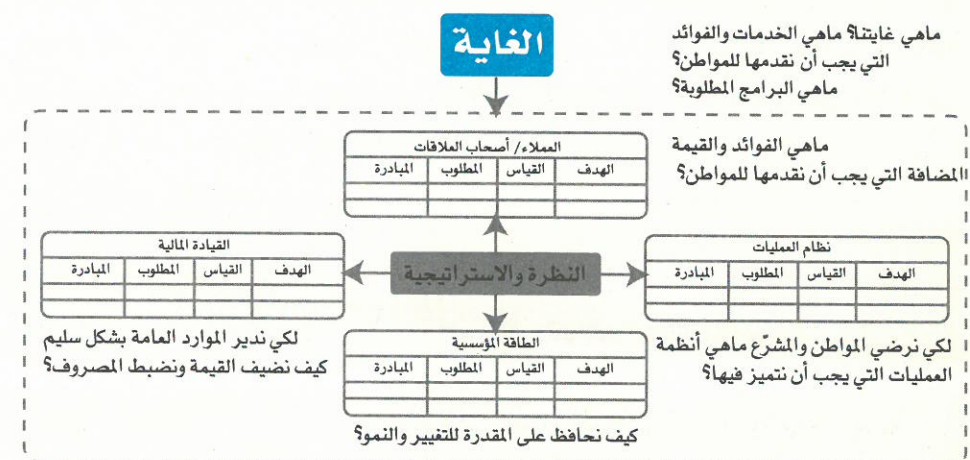 الغاية
ماهي غايتنا؟ ماهي الخدمات والفوائد
التي يجب أن نقدمها للمواطن؟
ماهي البرامج المطلوبة؟
ماهي الفوائد والقيمة
المضافة التي يجب أن نقدمها للمواطن؟
العملاء/ أصحاب العلاقات
الهدف القياس المطلوب المبادرة
نظام العمليات
الهدف القياس المطلوب المبادرة
النظرة والاستراتيجية
القيادة المالية
الهدف القياس المطلوب المبادرة
لكي نرضي المواطن والمشرّع ماهي أنظمة
العمليات التي يجب أن نتميز فيها؟
الطاقة المؤسسية
الهدف القياس المطلوب المبادرة
لكي ندير الموارد العامة بشكل سليم
كيف نضيف القيمة ونضبط المصروف؟
كيف نحافظ على المقدرة للتغيير والنمو؟